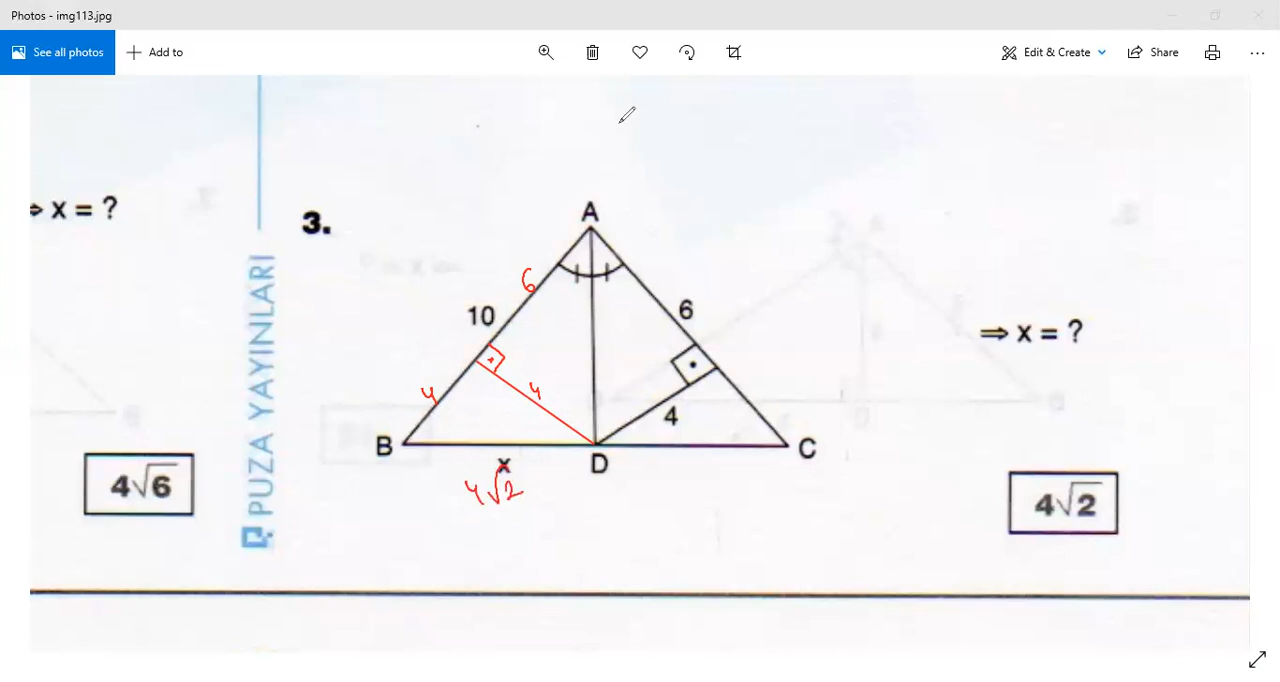 Photos - img113.jpg
See all photos
Add to
Edit & Create
Share
⇒ x = ?
PUZA YAYINLARI
4√6
3.
A
6
10
6
⇒ x = ?
4
4
4
B
x
D
C
4√2
4√2